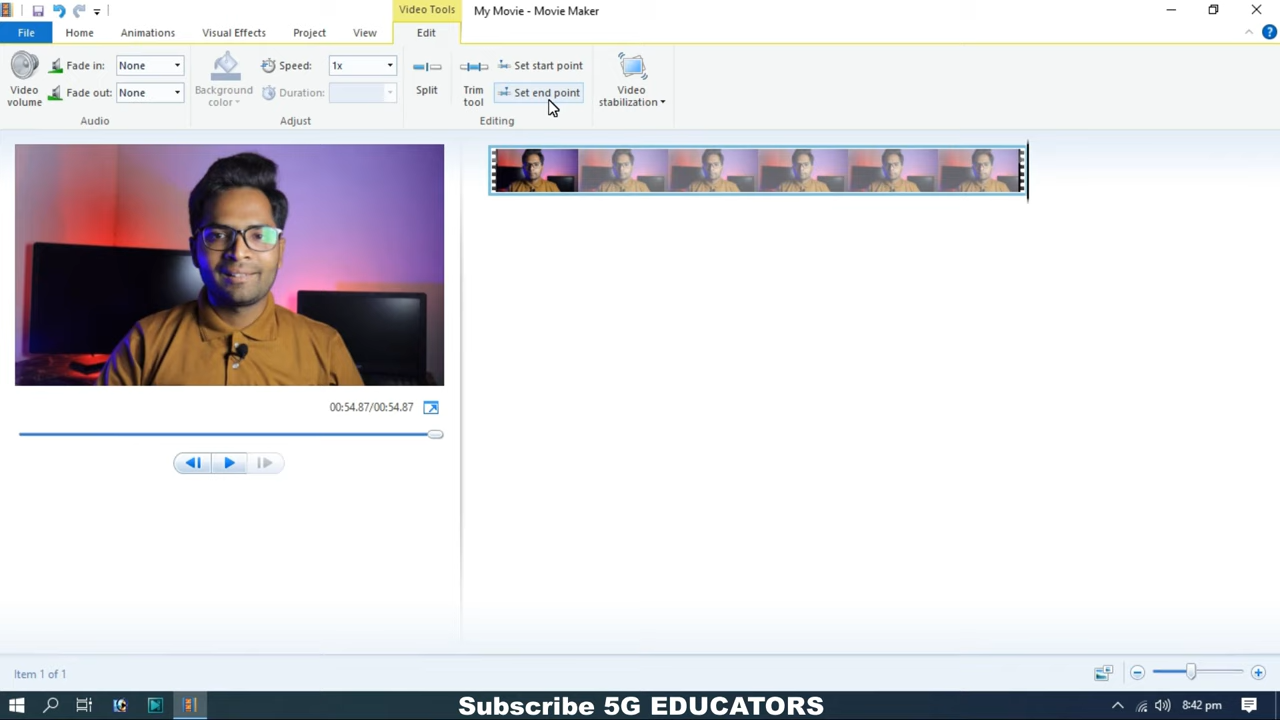 Video Tools
My Movie - Movie Maker
File
Home
Animations
Visual Effects
Project
View
Edit
Video volume
Fade in:
None
Fade out:
None
Background color
Speed:
1x
Duration:
Split
Trim tool
Set start point
Set end point
Video stabilization
Audio
Adjust
Editing
00:54.87/00:54.87
Item 1 of 1
Subscribe 5G EDUCATORS
8:42 pm